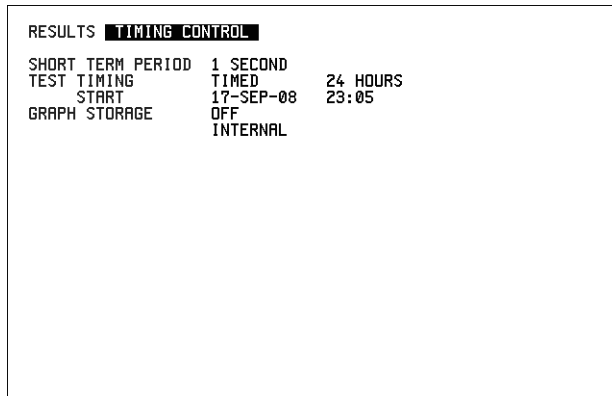 RESULTS TIMING CONTROL
SHORT TERM PERIOD 1 SECOND
TEST TIMING TIMED 24 HOURS
START 17-SEP-08 23:05
GRAPH STORAGE OFF
INTERNAL